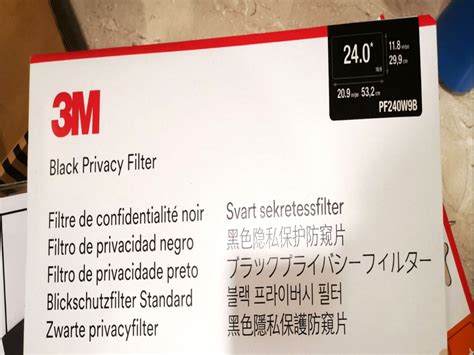 3M
24.0*
24.0
11.8 in/po
29,9 cm
20.9 in/po 53,2 cm
PF240W9B
Black Privacy Filter
Filtre de confidentialité noir
Filtro de privacidad negro
Filtro de privacidade preto
Blickschutzfilter Standard
Zwarte privacyfilter
Svart sekretessfilter
黑色隐私保护防窥片
ブラックプライバシーフィルター
블랙 프라이버시 필터
黑色隱私保護防窺片